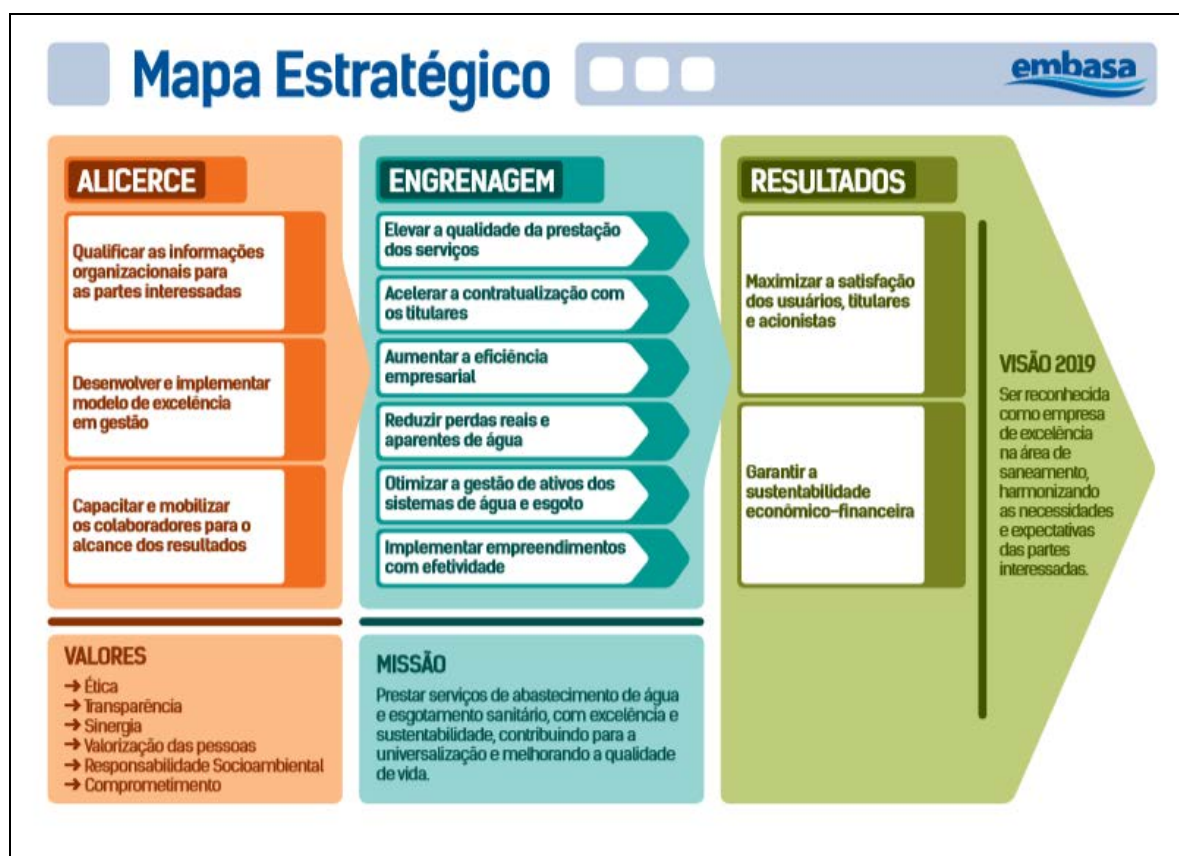 Mapa Estratégico
embasa
ALICERCE
Qualificar as informações
organizacionais para
as partes interessadas
Desenvolver e implementar
modelo de excelência
em gestão
Capacitar e mobilizar
os colaboradores para o
alcance dos resultados
VALORES
→ Ética
→ Transparência
→ Sinergia
→ Valorização das pessoas
→ Responsabilidade Socioambiental
→ Comprometimento
ENGRENAGEM
Elevar a qualidade da prestação
dos serviços
Acelerar a contratualização com
os titulares
Aumentar a eficiência
empresarial
Reduzir perdas reais e
aparentes de água
Otimizar a gestão de ativos dos
sistemas de água e esgoto
Implementar empreendimentos
com efetividade
MISSÃO
Prestar serviços de abastecimento de água
e esgotamento sanitário, com excelência e
sustentabilidade, contribuindo para a
universalização e melhorando a qualidade
de vida.
RESULTADOS
Maximizar a satisfação
dos usuários, titulares
e acionistas
Garantir a
sustentabilidade
econômico-financeira
VISÃO 2019
Ser reconhecida
como empresa
de excelência
na área de
saneamento,
harmonizando
as necessidades
e expectativas
das partes
interessadas.